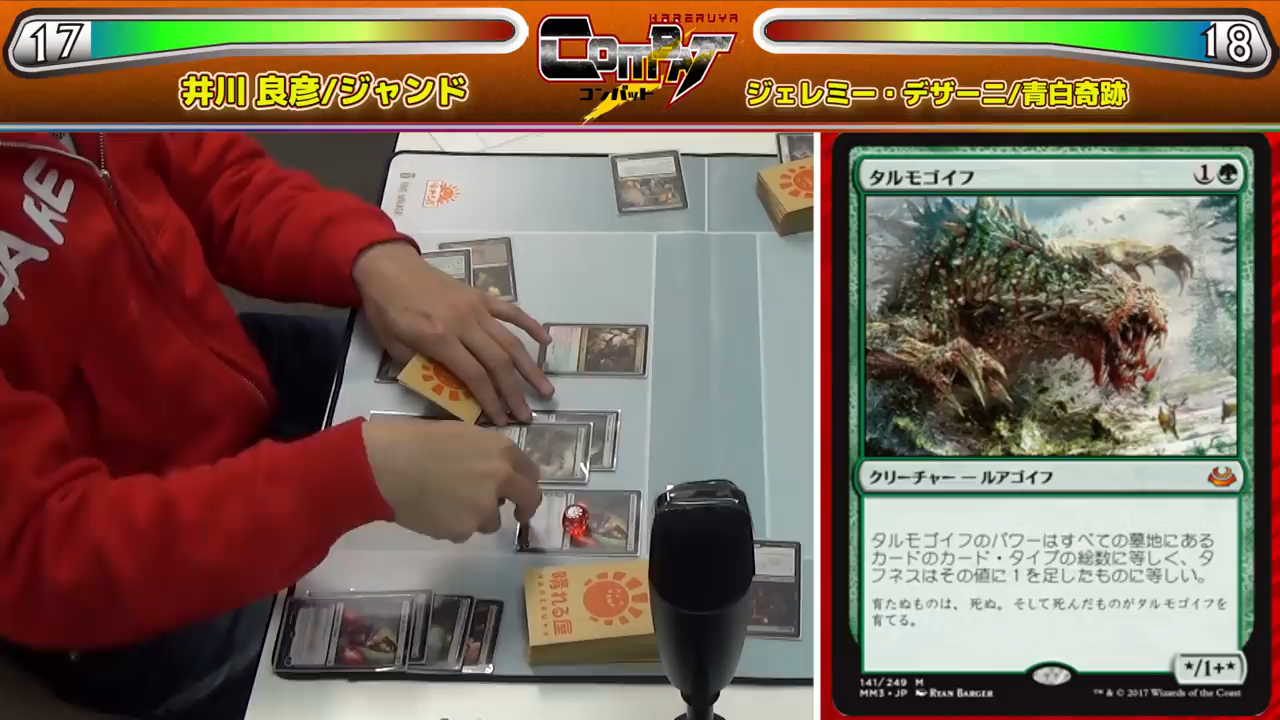 17
HARERUYA
COMPAT
コンパット
18
井川 良彦/ジャンド
ジェレミー・デザーニ/青白奇跡
タルモゴイフ
1
クリーチャー — ルアゴイフ
タルモゴイフのパワーはすべての墓地にある
カードのカード・タイプの総数に等しく、タ
フネスはその値に1を足したものに等しい。
育たぬものは、死ぬ。そして死んだものがタルモゴイフを
育てる。
*/1+*
141/249 M
MM3・JP RYAN BARGER
™ & © 2017 Wizards of the Coast
晴れる屋
HARERUYA